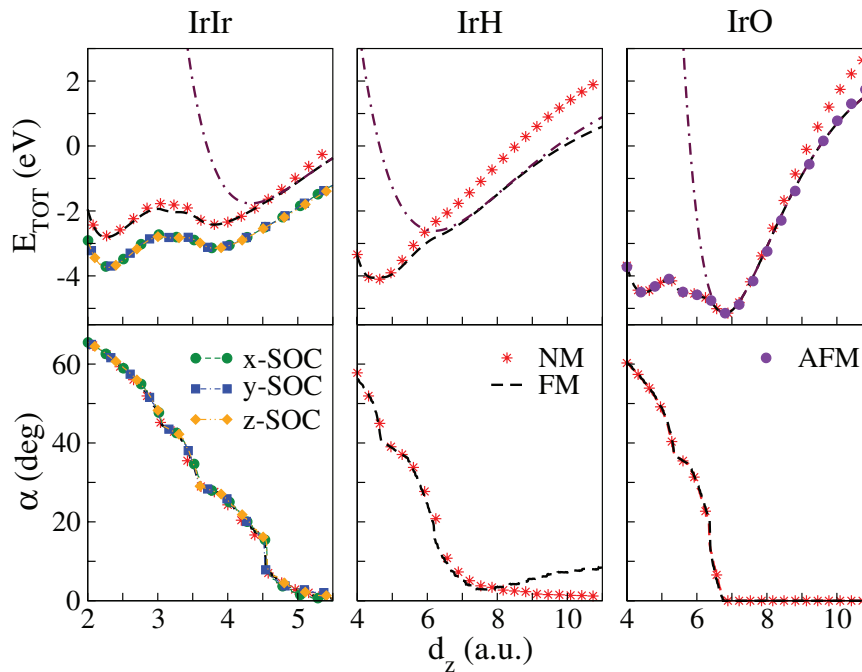 IrIr IrH IrO
E_TOT (eV)
2
0
-2
-4
α (deg)
60
40
20
0
x-SOC
y-SOC
z-SOC
NM
FM
AFM
2 3 4 5 4 6 8 10 4 6 8 10
d_z (a.u.)